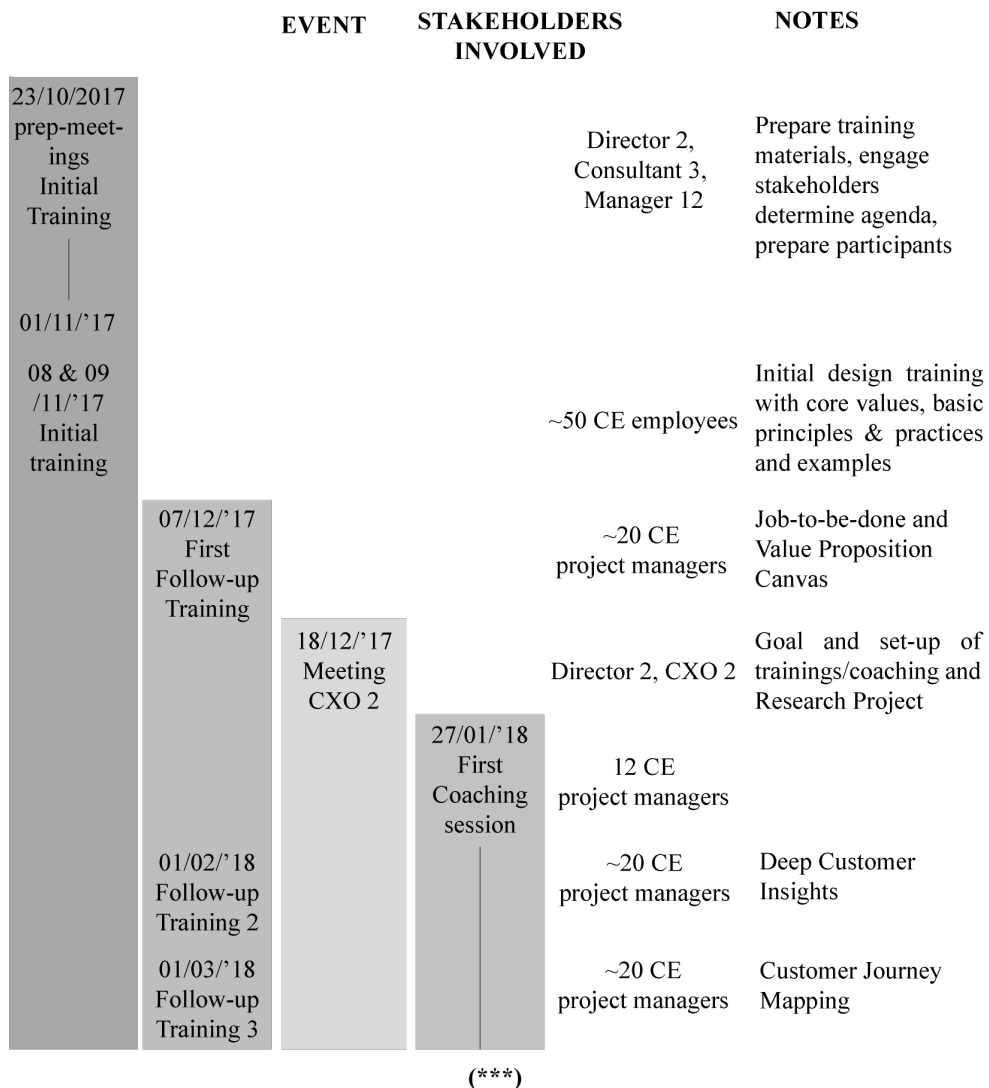 EVENT
STAKEHOLDERS
INVOLVED
NOTES
23/10/2017
prep-meet-
ings
Initial
Training
Director 2,
Consultant 3,
Manager 12
Prepare training
materials, engage
stakeholders
determine agenda,
prepare participants
01/11/’17
08 & 09
/11/’17
Initial
training
~50 CE employees
Initial design training
with core values, basic
principles & practices
and examples
07/12/’17
First
Follow-up
Training
~20 CE
project managers
Job-to-be-done and
Value Proposition
Canvas
18/12/’17
Meeting
CXO 2
Director 2, CXO 2
Goal and set-up of
trainings/coaching and
Research Project
27/01/’18
First
Coaching
session
12 CE
project managers
01/02/’18
Follow-up
Training 2
~20 CE
project managers
Deep Customer
Insights
01/03/’18
Follow-up
Training 3
~20 CE
project managers
Customer Journey
Mapping
(***)